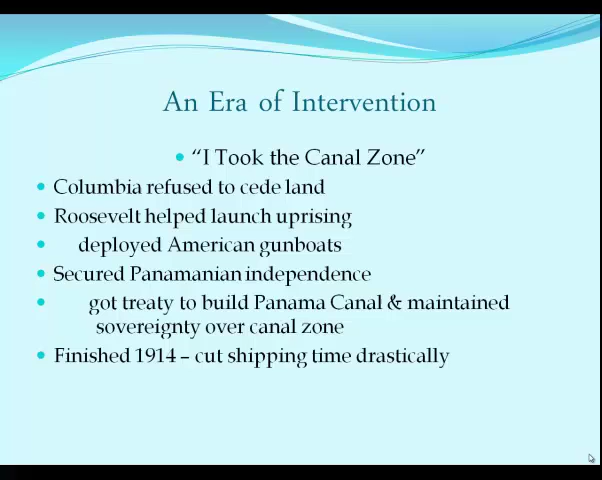 An Era of Intervention
• “I Took the Canal Zone”
• Columbia refused to cede land
• Roosevelt helped launch uprising
• deployed American gunboats
• Secured Panamanian independence
• got treaty to build Panama Canal & maintained
sovereignty over canal zone
• Finished 1914 – cut shipping time drastically